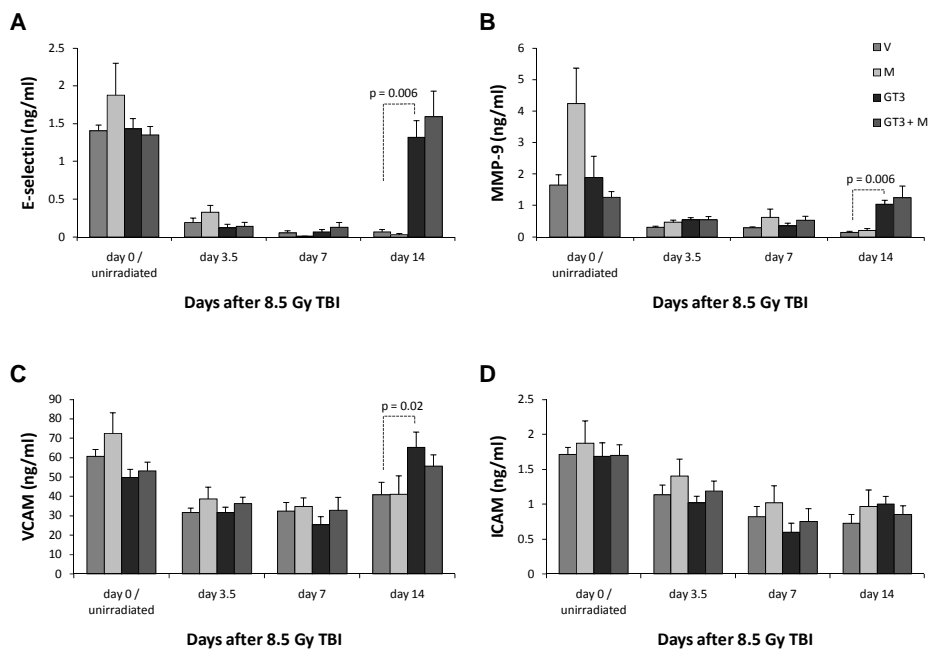 A
E-selectin (ng/ml)
2.5
2
1.5
1
0.5
0
p = 0.006
day 0 /
unirradiated
day 3.5
day 7
day 14
Days after 8.5 Gy TBI
B
MMP-9 (ng/ml)
6
5
4
3
2
1
0
V
M
GT3
GT3 + M
p = 0.006
day 0 /
unirradiated
day 3.5
day 7
day 14
Days after 8.5 Gy TBI
C
VCAM (ng/ml)
90
80
70
60
50
40
30
20
10
0
p = 0.02
day 0 /
unirradiated
day 3.5
day 7
day 14
Days after 8.5 Gy TBI
D
ICAM (ng/ml)
2.5
2
1.5
1
0.5
0
day 0 /
unirradiated
day 3.5
day 7
day 14
Days after 8.5 Gy TBI